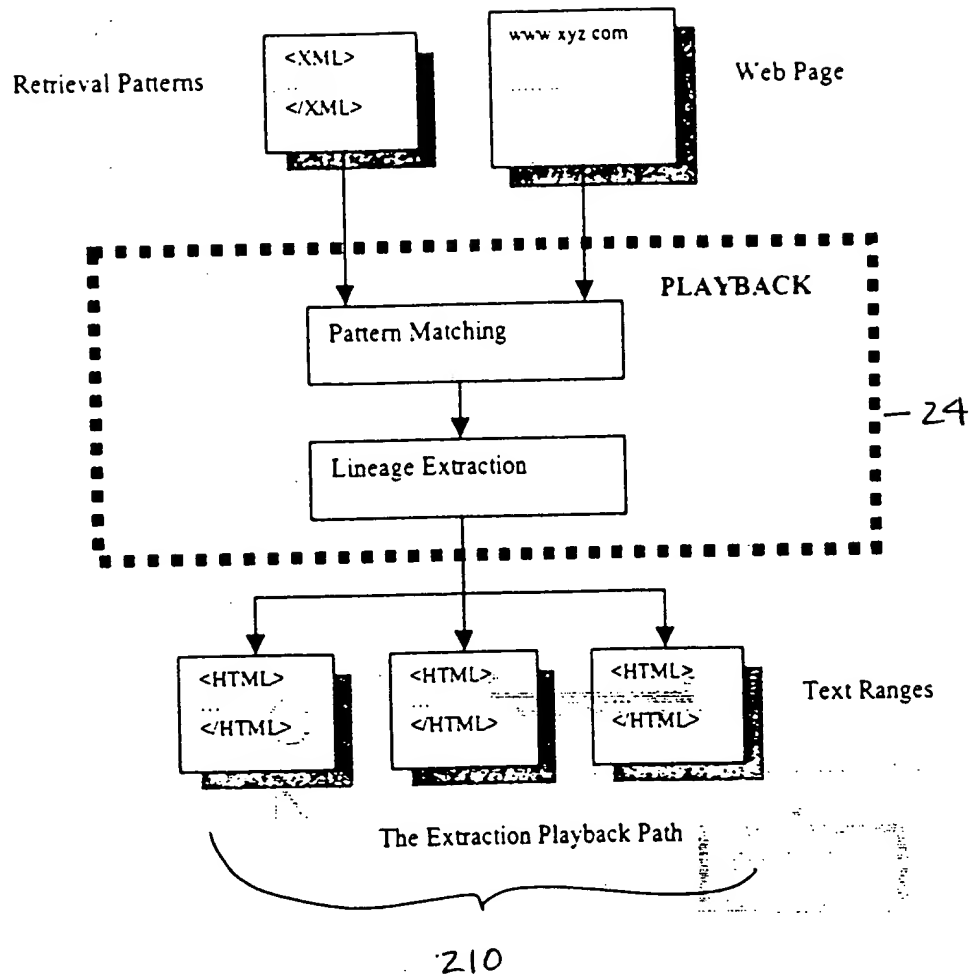 Retrieval Patterns
<XML>
...
</XML>
www xyz com
..... ..
Web Page
PLAYBACK
Pattern Matching
Lineage Extraction
24
<HTML>
...
</HTML>
<HTML>
...
</HTML>
<HTML>
</HTML>
Text Ranges
The Extraction Playback Path
210